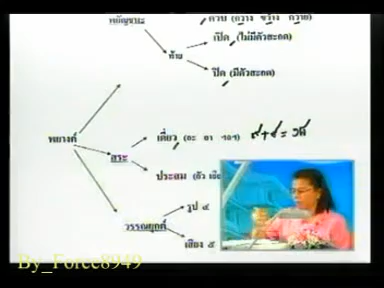 พยัญชนะ
ควบ (กวาง ขว้าง กวาย)
ท้าย
เปิด (ไม่มีตัวสะกด)
ปิด (มีตัวสะกด)
พยางค์
สระ
เดี่ยว
ประสม
วรรณยุกต์
รูป ๔
เสียง ๕
By_Force8949